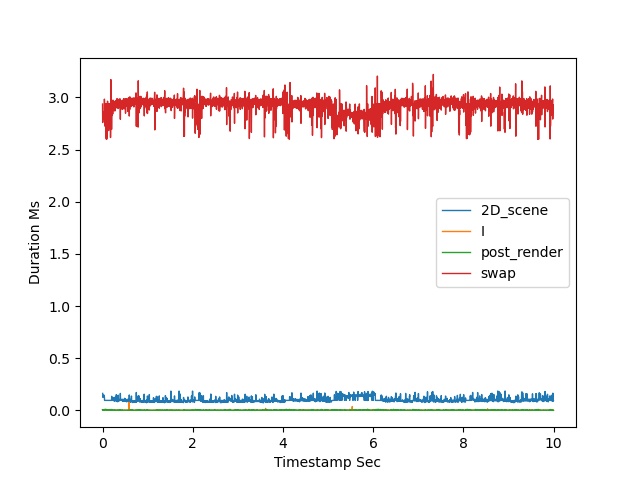 3.0
2.5
2.0
1.5
1.0
0.5
0.0
Duration Ms
2D_scene
I
post_render
swap
0 2 4 6 8 10
Timestamp Sec